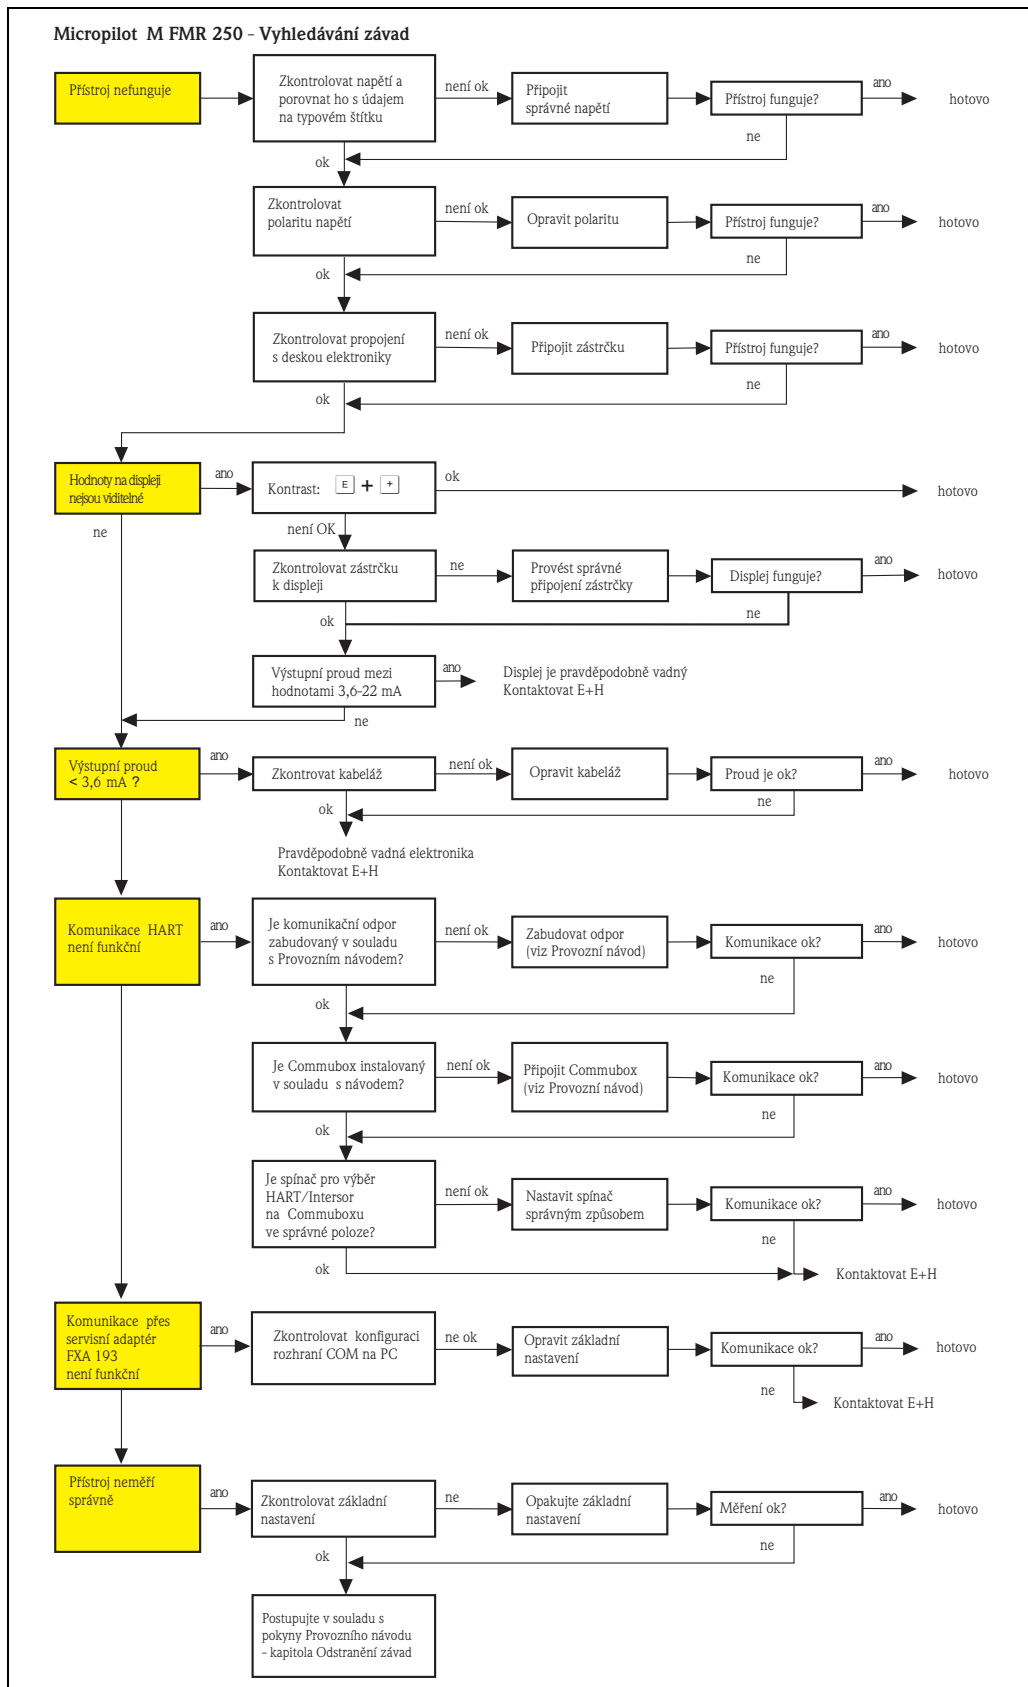 Micropilot M FMR 250 - Vyhledávání závad
Přístroj nefunguje
Zkontrolovat napětí a
porovnat ho s údajem
na typovém štítku
není ok
Připojit
správné napětí
Přístroj funguje?
ano
hotovo
ne
ok
Zkontrolovat
polaritu napětí
není ok
Opravit polaritu
Přístroj funguje?
ano
hotovo
ne
ok
Zkontrolovat propojení
s deskou elektroniky
není ok
Připojit zástrčku
Přístroj funguje?
ano
hotovo
ne
ok
Hodnoty na displeji
nejsou viditelné
ano
Kontrast: E + +
ok
hotovo
ne
není OK
Zkontrolovat zástrčku
k displeji
ne
Provést správné
připojení zástrčky
Displej funguje?
ano
hotovo
ne
ok
Výstupní proud mezi
hodnotami 3,6-22 mA
ano
Displej je pravděpodobně vadný
Kontaktovat E+H
ne
Výstupní proud
< 3,6 mA ?
ano
Zkontrovat kabeláž
není ok
Opravit kabeláž
Proud je ok?
ano
hotovo
ne
ok
Pravděpodobně vadná elektronika
Kontaktovat E+H
Komunikace HART
není funkční
ano
Je komunikační odpor
zabudovaný v souladu
s Provozním návodem?
není ok
Zabudovat odpor
(viz Provozní návod)
Komunikace ok?
ano
hotovo
ne
ok
Je Commubox instalovaný
v souladu s návodem?
není ok
Připojit Commubox
(viz Provozní návod)
Komunikace ok?
ano
hotovo
ne
ok
Je spínač pro výběr
HART/Intersor
na Commuboxu
ve správné poloze?
není ok
Nastavit spínač
správným způsobem
Komunikace ok?
ano
hotovo
ne
ok
Kontaktovat E+H
Komunikace přes
servisní adaptér
FXA 193
není funkční
ano
Zkontrolovat konfiguraci
rozhraní COM na PC
ne ok
Opravit základní
nastavení
Komunikace ok?
ano
hotovo
ne
Kontaktovat E+H
Přístroj neměří
správně
ano
Zkontrolovat základní
nastavení
ne
Opakujte základní
nastavení
Měření ok?
ano
hotovo
ne
ok
Postupujte v souladu s
pokyny Provozního návodu
- kapitola Odstranění závad